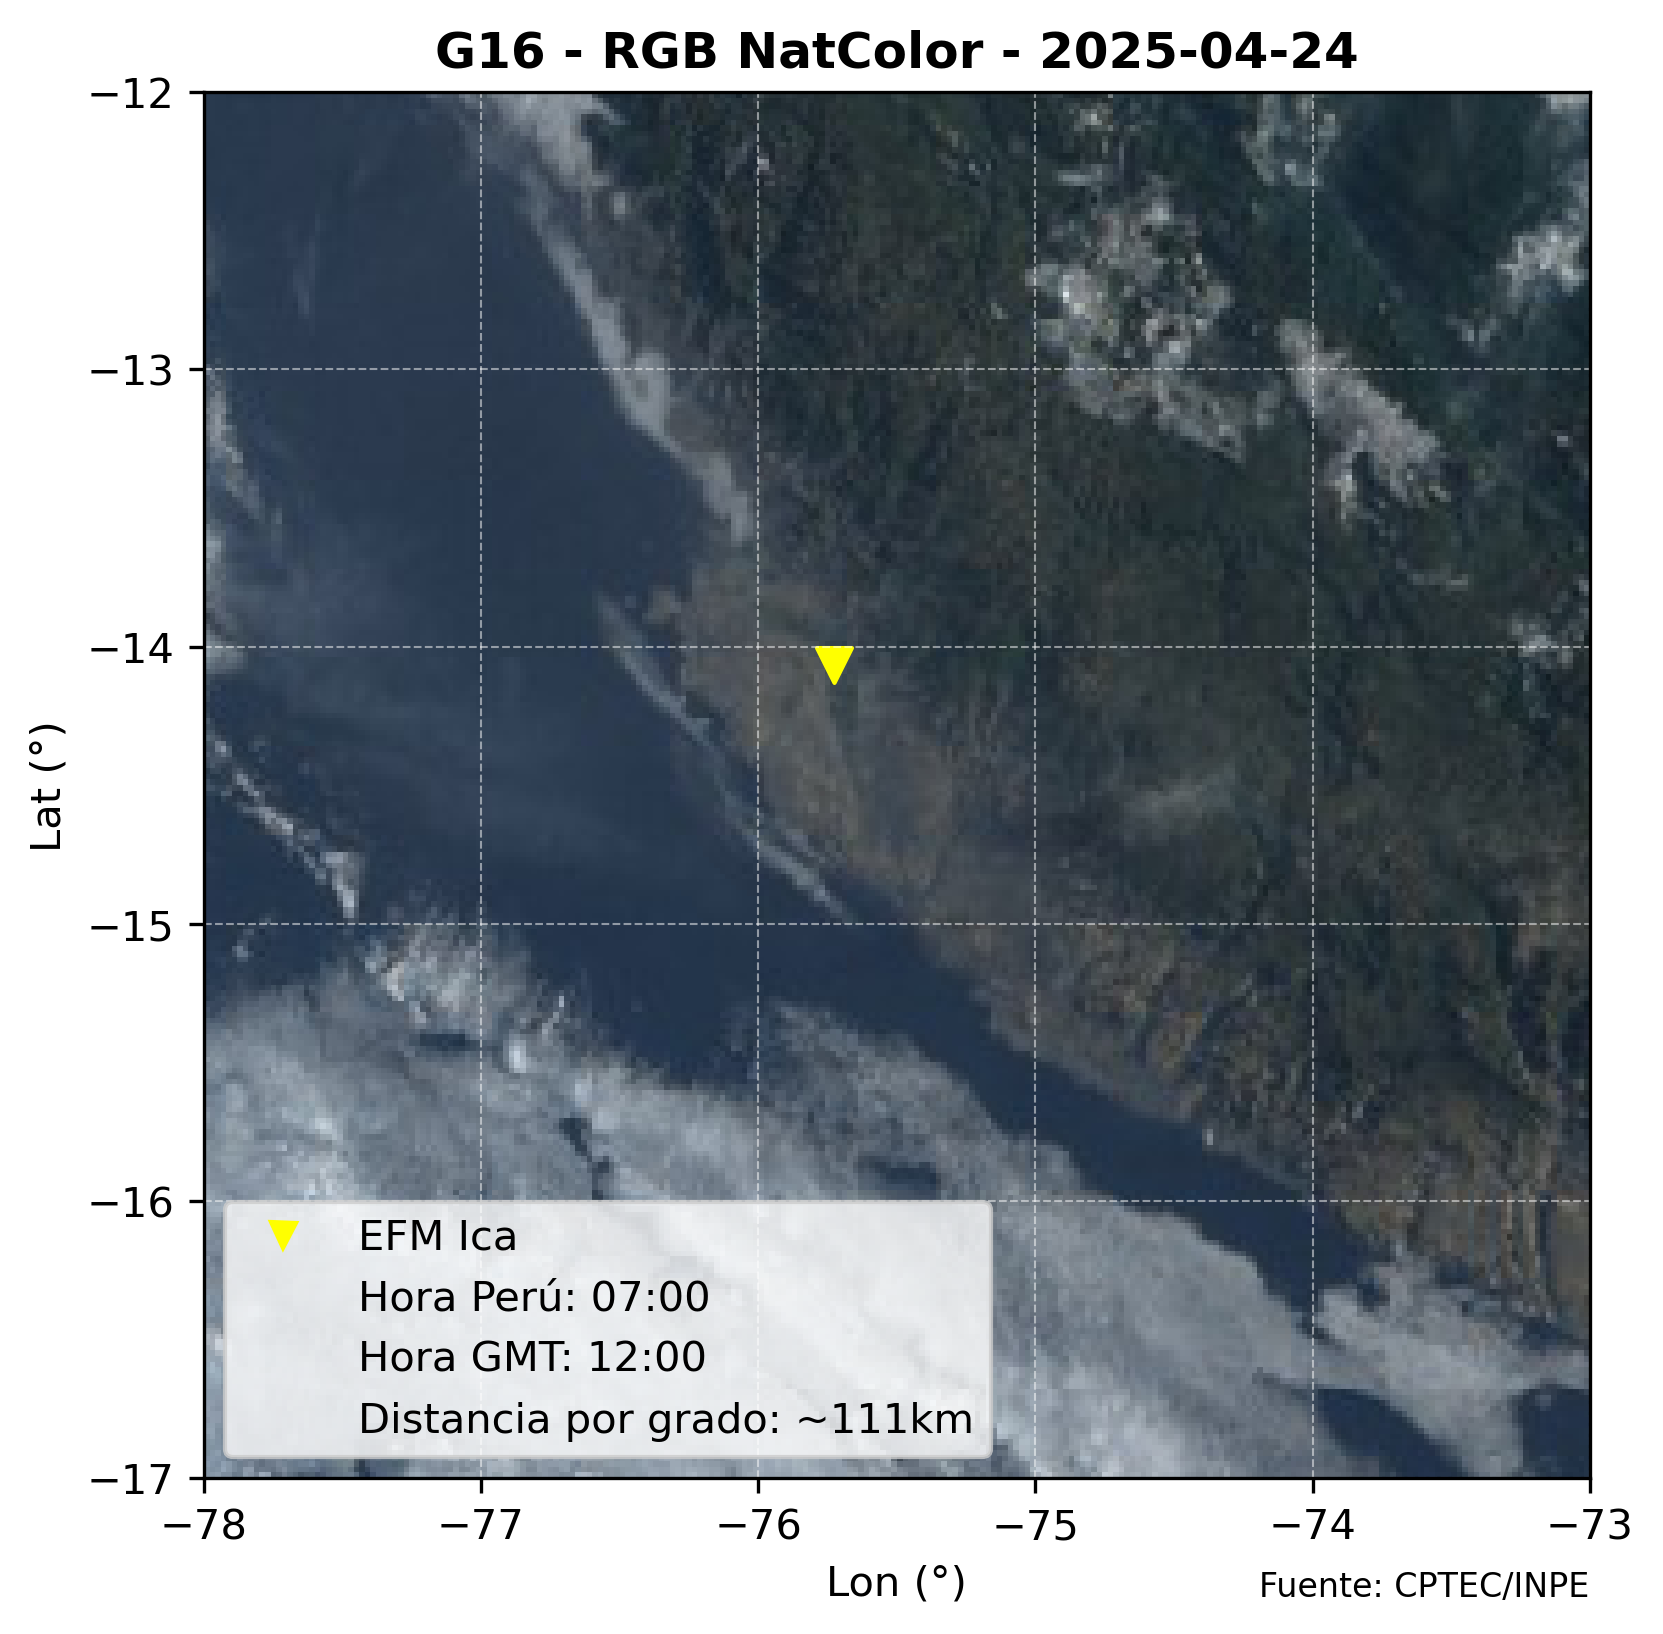 G16 - RGB NatColor - 2025-04-24
−12
−13
−14
−15
−16
−17
Lat (°)
EFM Ica
Hora Perú: 07:00
Hora GMT: 12:00
Distancia por grado: ~111km
−78 −77 −76 −75 −74 −73
Lon (°)
Fuente: CPTEC/INPE